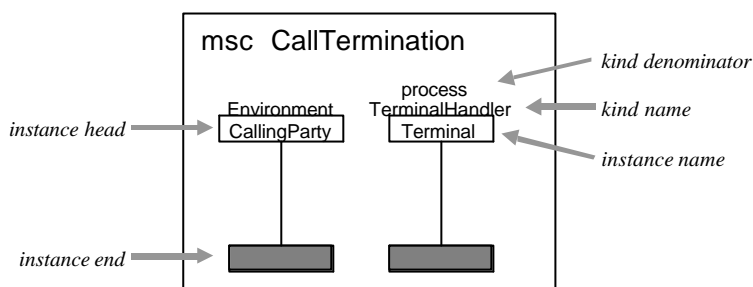 msc CallTermination
kind denominator
process
Environment
TerminalHandler
kind name
instance head
CallingParty
Terminal
instance name
instance end